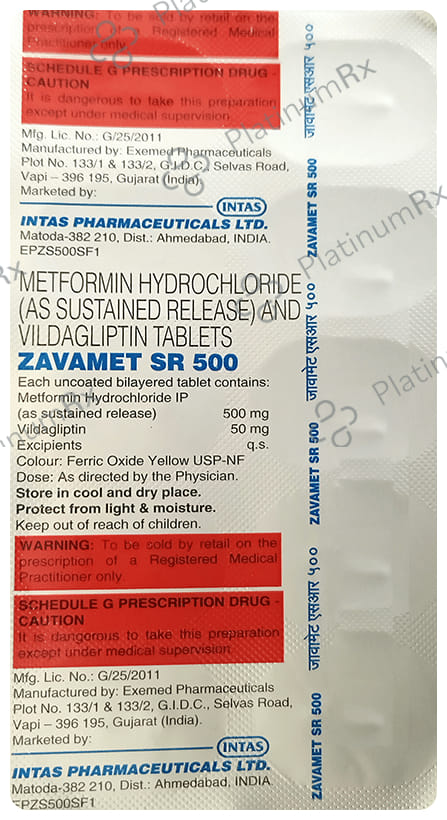 WARNING: To be sold by retail on the
prescription of a Registered Medical
Practitioner only.
SCHEDULE G PRESCRIPTION DRUG -
CAUTION
It is dangerous to take this preparation
except under medical supervision
Mfg. Lic. No.: G/25/2011
Manufactured by: Exemed Pharmaceuticals
Plot No. 133/1 & 133/2, G.I.D.C., Selvas Road,
Vapi – 396 195, Gujarat (India).
Marketed by:
INTAS
INTAS PHARMACEUTICALS LTD.
Matoda-382 210, Dist.: Ahmedabad, INDIA.
EPZS500SF1
METFORMIN HYDROCHLORIDE
(AS SUSTAINED RELEASE) AND
VILDAGLIPTIN TABLETS
ZAVAMET SR 500
Each uncoated bilayered tablet contains:
Metformin Hydrochloride IP
(as sustained release) 500 mg
Vildagliptin 50 mg
Excipients q.s.
Colour: Ferric Oxide Yellow USP-NF
Dose: As directed by the Physician.
Store in cool and dry place.
Protect from light & moisture.
Keep out of reach of children.
WARNING: To be sold by retail on the
prescription of a Registered Medical
Practitioner only.
SCHEDULE G PRESCRIPTION DRUG -
CAUTION
It is dangerous to take this preparation
except under medical supervision
Mfg. Lic. No.: G/25/2011
Manufactured by: Exemed Pharmaceuticals
Plot No. 133/1 & 133/2, G.I.D.C., Selvas Road,
Vapi – 396 195, Gujarat (India).
Marketed by:
INTAS
INTAS PHARMACEUTICALS LTD.
Matoda-382 210, Dist.: Ahmedabad, INDIA.
EPZS500SF1
जावामेट एसआर ५००
ZAVAMET SR 500
जावामेट एसआर ५००
ZAVAMET SR 500
जावामेट एसआर ५००
ZAVAMET SR 500
PlatinumRx
PlatinumRx
PlatinumRx
PlatinumRx
PlatinumRx